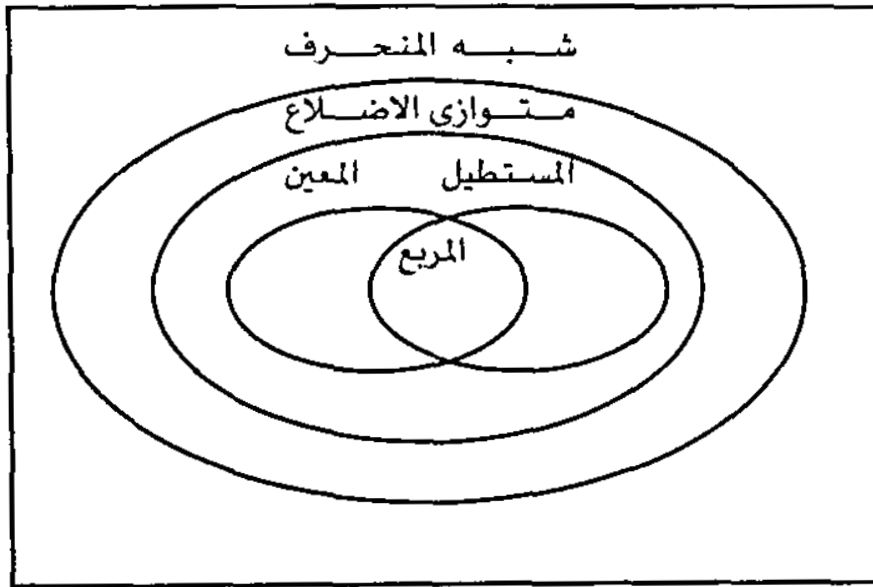 شبه المنحرف
متوازى الاضلاع
المستطيل المعين
المربع